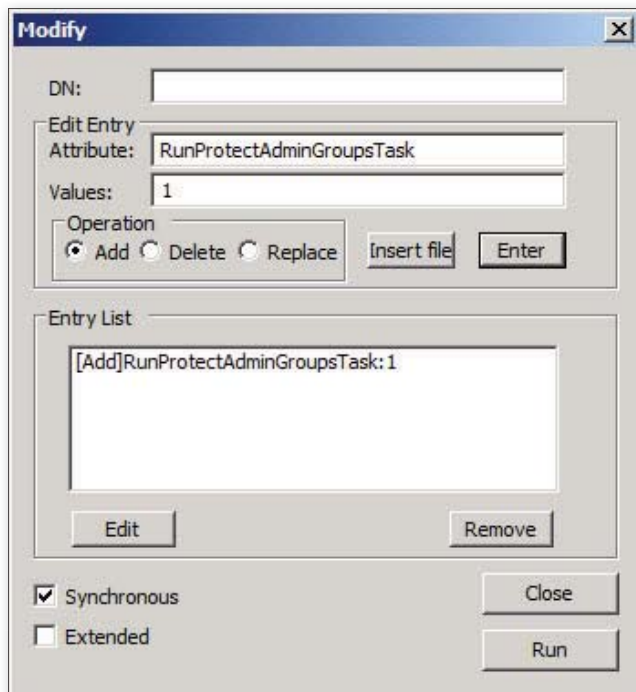 Modify
DN:
Edit Entry
Attribute: RunProtectAdminGroupsTask
Values: 1
Operation
Add Delete Replace Insert file Enter
Entry List
[Add]RunProtectAdminGroupsTask:1
Edit Remove
Synchronous Close
Extended
Run